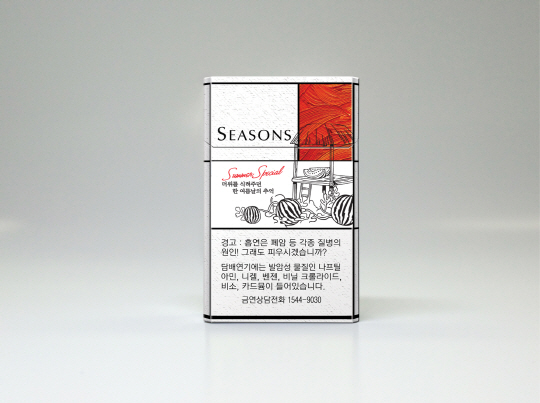 SEASONS
Summer Special
더위를 식혀주던
한 여름날의 추억
경고 : 흡연은 폐암 등 각종 질병의
원인! 그래도 피우시겠습니까?
담배연기에는 발암성 물질인 나프틸
아민, 니켈, 벤젠, 비닐 크롤라이드,
비소, 카드뮴이 들어있습니다.
금연상담전화 1544-9030